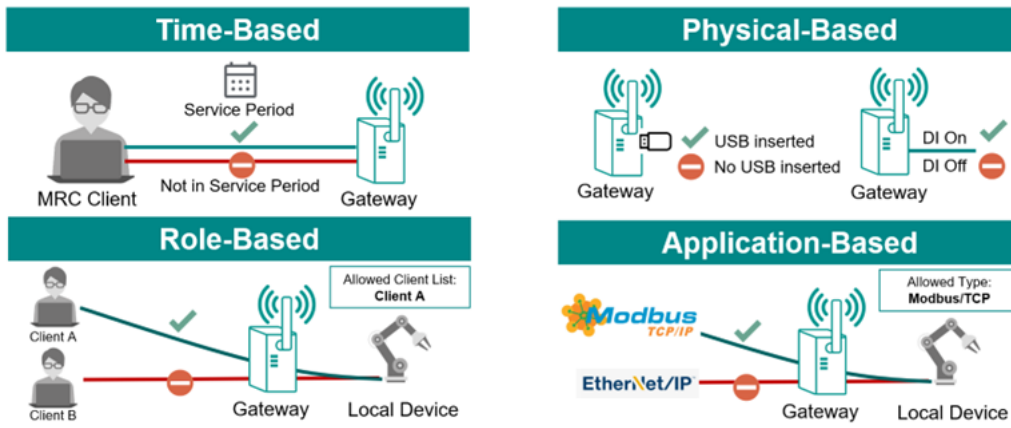 Time-Based
Service Period
Not in Service Period
MRC Client
Gateway
Physical-Based
USB inserted
No USB inserted
Gateway
DI On
DI Off
Gateway
Role-Based
Allowed Client List:
Client A
Client A
Client B
Gateway
Local Device
Application-Based
Allowed Type:
Modbus/TCP
Modbus
TCP/IP
EtherNet/IP
Gateway
Local Device